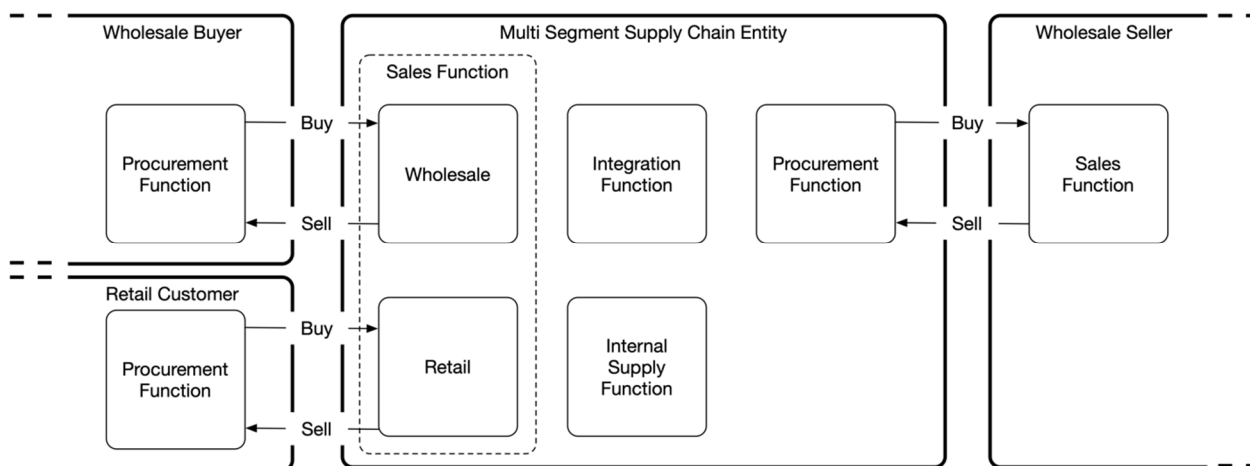 Wholesale Buyer
Multi Segment Supply Chain Entity
Wholesale Seller
Sales Function
Procurement
Function
Buy
Sell
Wholesale
Integration
Function
Procurement
Function
Buy
Sell
Sales
Function
Retail Customer
Procurement
Function
Buy
Sell
Retail
Internal
Supply
Function